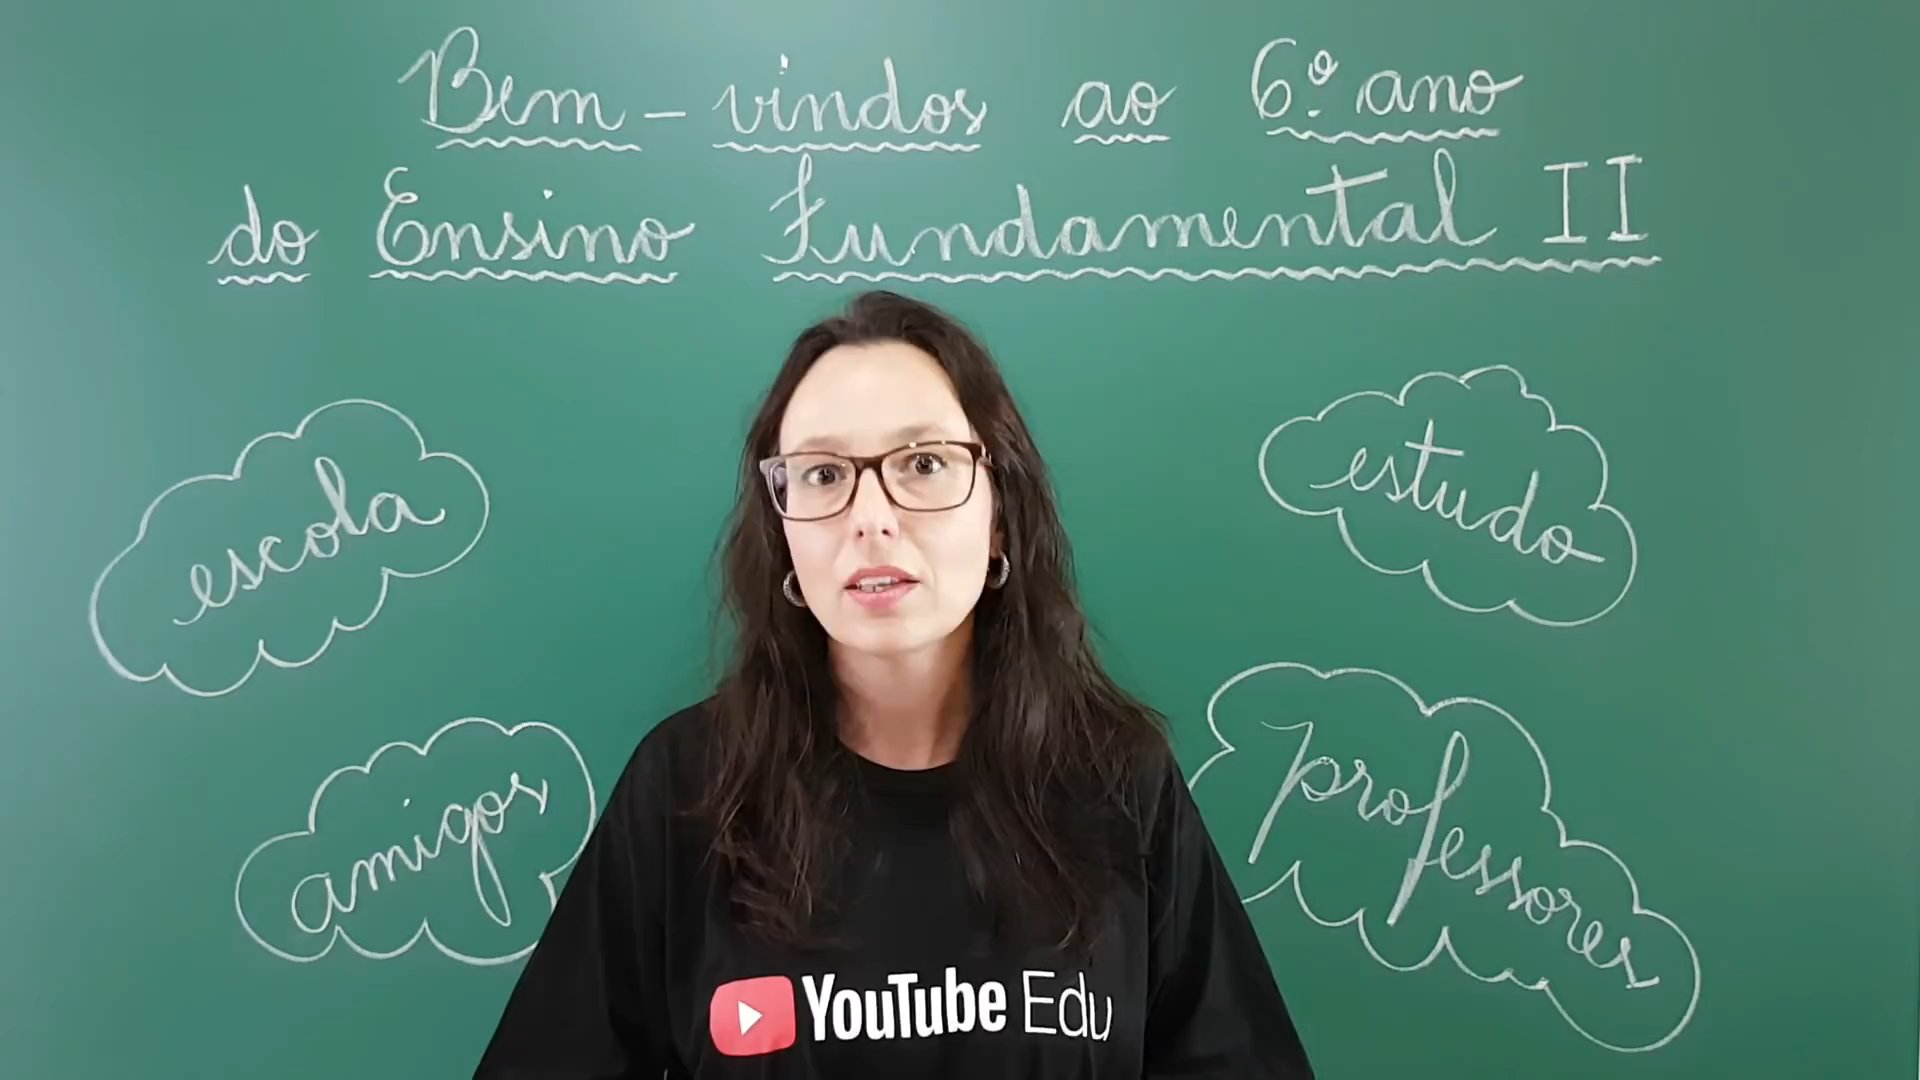 Bem-vindos ao 6º ano
do Ensino Fundamental II
escola
estudo
amigos
professores
YouTube Edu